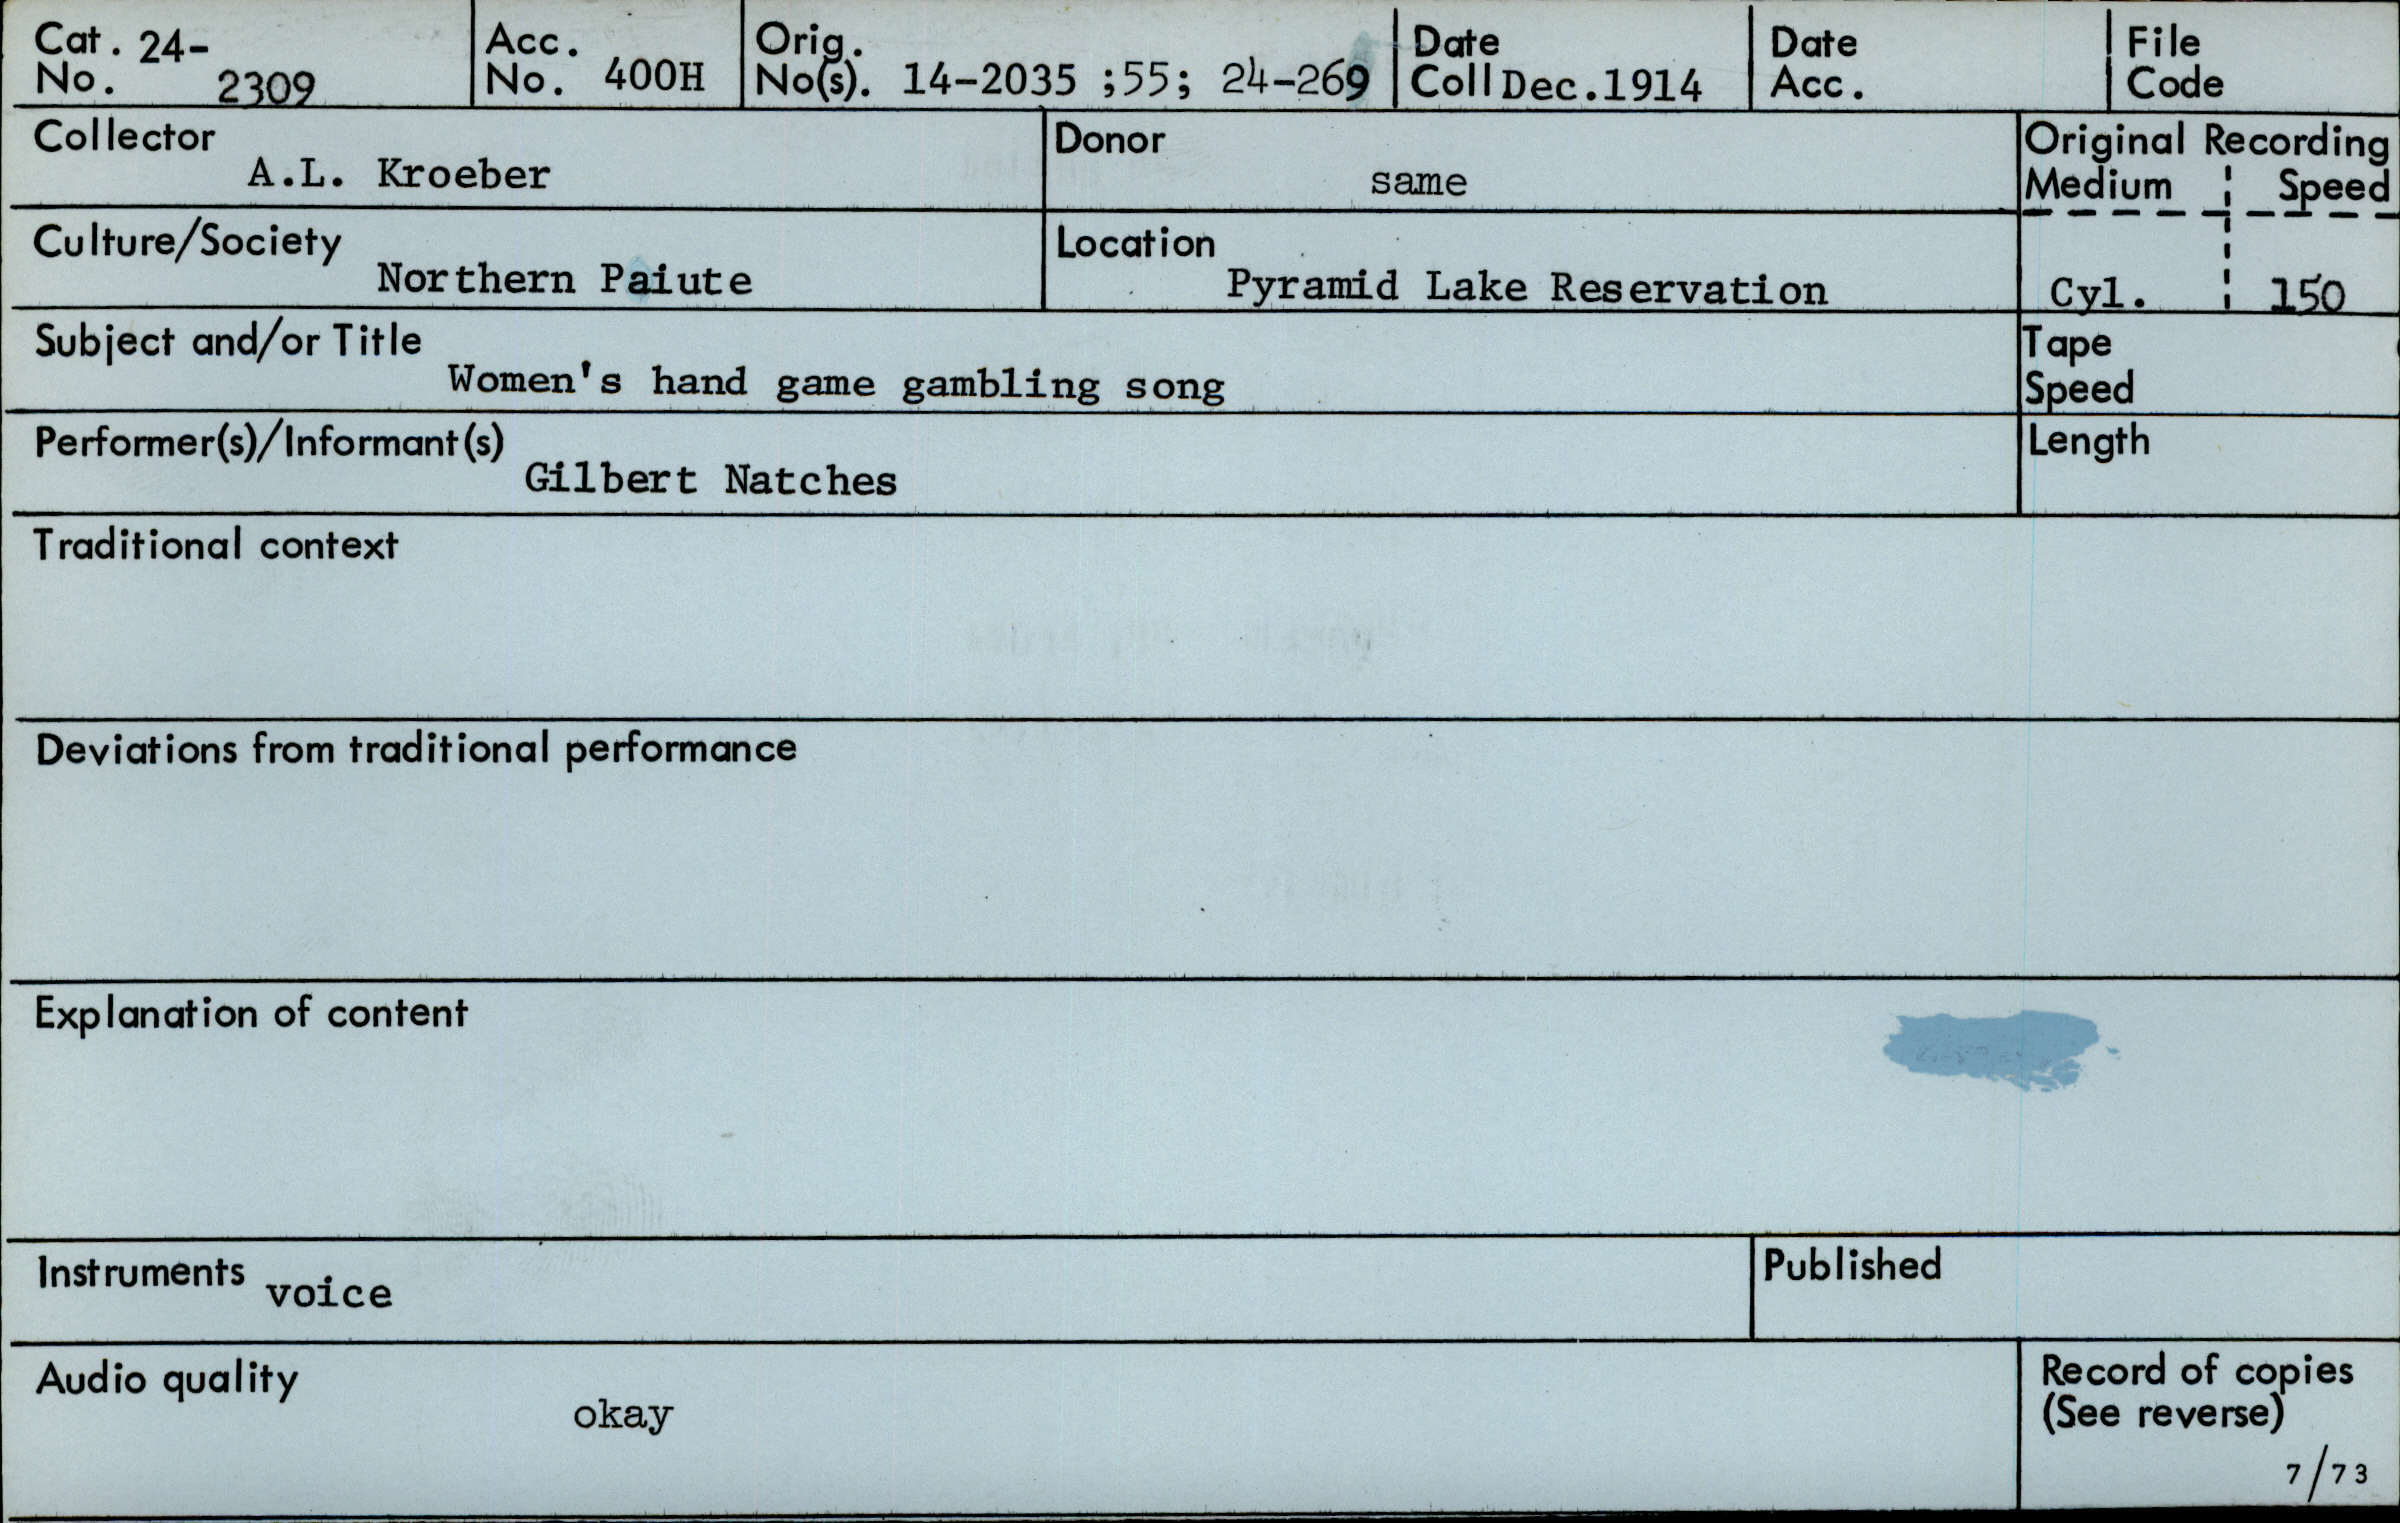 Cat. 24-
No. 2309
Acc.
No. 400H
Orig.
No(s). 14-2035 ;55; 24-269
Date
Coll Dec.1914
Date
Acc.
File
Code
Collector
A.L. Kroeber
Donor
same
Original Recording
Medium Speed
Cyl. 150
Culture/Society
Northern Paiute
Location
Pyramid Lake Reservation
Subject and/or Title
Women's hand game gambling song
Tape
Speed
Performer(s)/Informant(s)
Gilbert Natches
Length
Traditional context
Deviations from traditional performance
Explanation of content
Instruments voice
Published
Audio quality
okay
Record of copies
(See reverse)
7/73